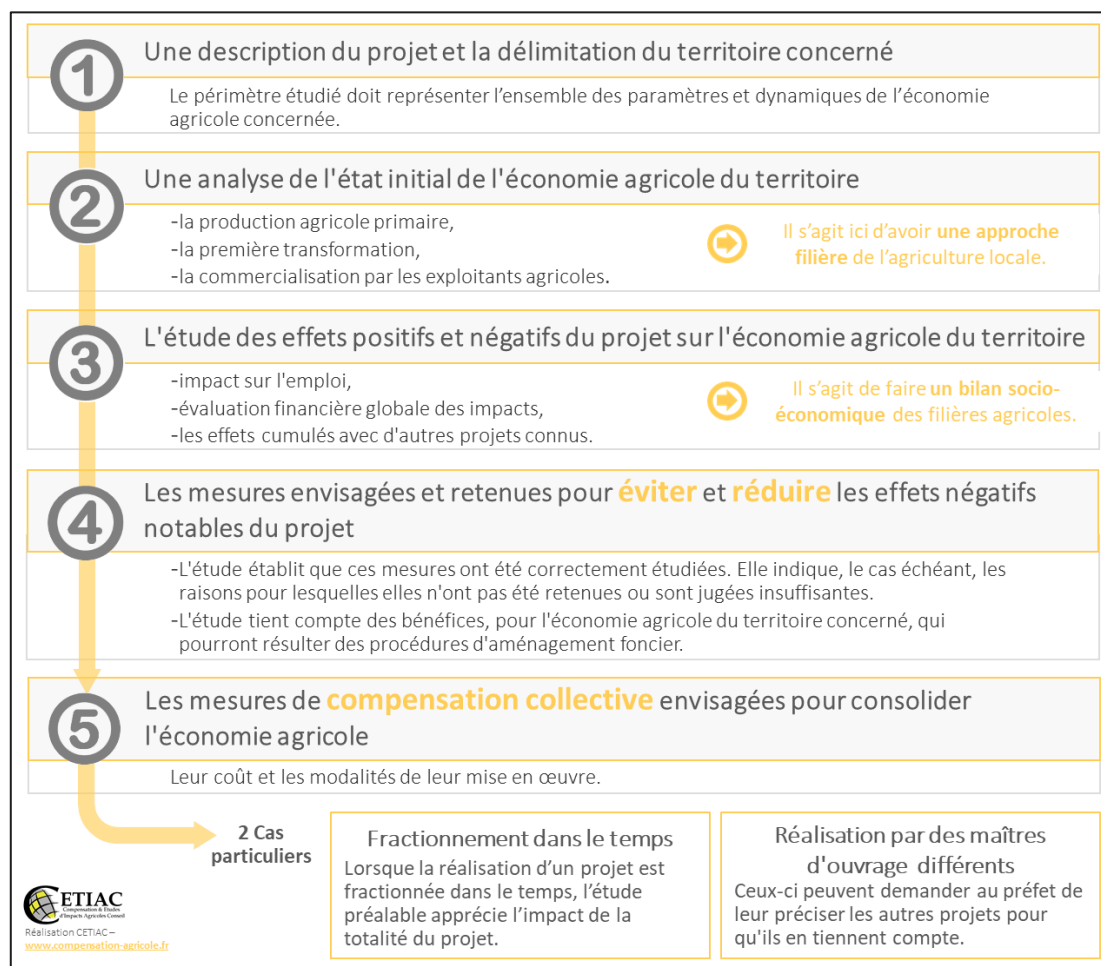 1
Une description du projet et la délimitation du territoire concerné
Le périmètre étudié doit représenter l’ensemble des paramètres et dynamiques de l’économie
agricole concernée.
2
Une analyse de l'état initial de l'économie agricole du territoire
-la production agricole primaire,
-la première transformation,
-la commercialisation par les exploitants agricoles.
Il s’agit ici d’avoir une approche
filière de l’agriculture locale.
3
L'étude des effets positifs et négatifs du projet sur l'économie agricole du territoire
-impact sur l'emploi,
-évaluation financière globale des impacts,
-les effets cumulés avec d'autres projets connus.
Il s’agit de faire un bilan socio-
économique des filières agricoles.
4
Les mesures envisagées et retenues pour éviter et réduire les effets négatifs
notables du projet
-L'étude établit que ces mesures ont été correctement étudiées. Elle indique, le cas échéant, les
raisons pour lesquelles elles n'ont pas été retenues ou sont jugées insuffisantes.
-L'étude tient compte des bénéfices, pour l'économie agricole du territoire concerné, qui
pourront résulter des procédures d'aménagement foncier.
5
Les mesures de compensation collective envisagées pour consolider
l'économie agricole
Leur coût et les modalités de leur mise en œuvre.
2 Cas
particuliers
Fractionnement dans le temps
Lorsque la réalisation d’un projet est
fractionnée dans le temps, l’étude
préalable apprécie l’impact de la
totalité du projet.
Réalisation par des maîtres
d'ouvrage différents
Ceux-ci peuvent demander au préfet de
leur préciser les autres projets pour
qu'ils en tiennent compte.
CETIAC
Compensation & Etudes
d'Impacts Agricoles Conseil
Réalisation CETIAC –
www.compensation-agricole.fr